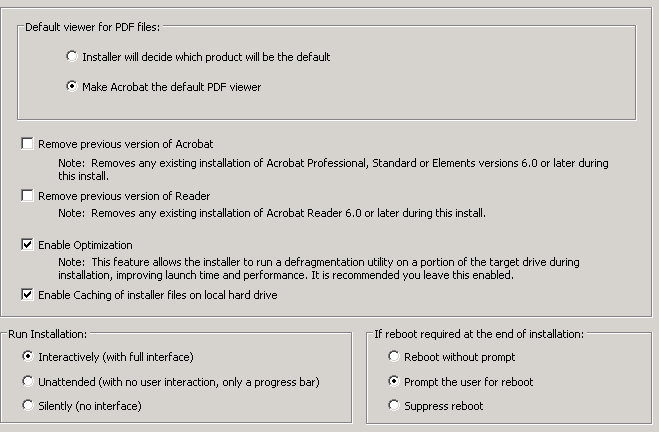 Default viewer for PDF files:
Installer will decide which product will be the default
Make Acrobat the default PDF viewer
Remove previous version of Acrobat
Note:  Removes any existing installation of Acrobat Professional, Standard or Elements versions 6.0 or later during
this install.
Remove previous version of Reader
Note:  Removes any existing installation of Acrobat Reader 6.0 or later during this install.
Enable Optimization
Note:  This feature allows the installer to run a defragmentation utility on a portion of the target drive during
installation, improving launch time and performance. It is recommended you leave this enabled.
Enable Caching of installer files on local hard drive
Run Installation:
Interactively (with full interface)
Unattended (with no user interaction, only a progress bar)
Silently (no interface)
If reboot required at the end of installation:
Reboot without prompt
Prompt the user for reboot
Suppress reboot